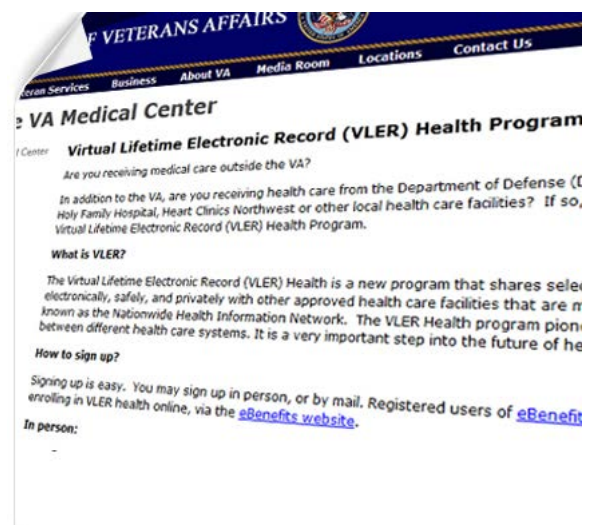 F VETERANS AFFAIRS
eran Services Business About VA Media Room Locations Contact Us
e VA Medical Center
l Center Virtual Lifetime Electronic Record (VLER) Health Program
Are you receiving medical care outside the VA?
In addition to the VA, are you receiving health care from the Department of Defense (D
Holy Family Hospital, Heart Clinics Northwest or other local health care facilities? If so,
Virtual Lifetime Electronic Record (VLER) Health Program.
What is VLER?
The Virtual Lifetime Electronic Record (VLER) Health is a new program that shares selec
electronically, safely, and privately with other approved health care facilities that are m
known as the Nationwide Health Information Network. The VLER Health program pion
between different health care systems. It is a very important step into the future of he
How to sign up?
Signing up is easy. You may sign up in person, or by mail. Registered users of eBenefit
enrolling in VLER health online, via the eBenefits website.
In person: